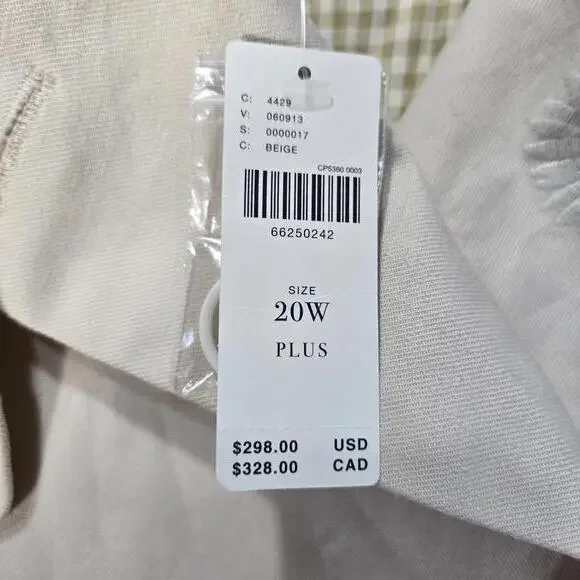 C: 4429
V: 060913
S: 0000017
C: BEIGE
CP5360.0003
66250242
SIZE
20W
PLUS
$298.00 USD
$328.00 CAD